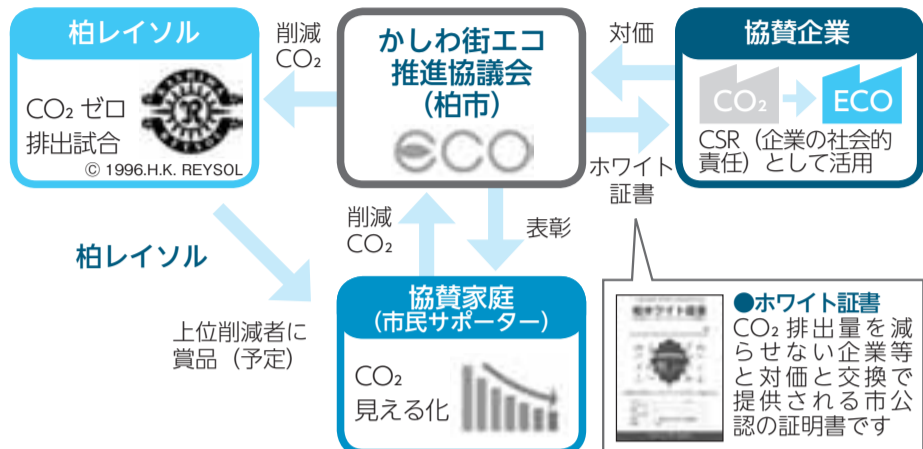 柏レイソル
CO₂ ゼロ
排出試合
© 1996.H.K. REYSOL
削減
CO₂
かしわ街エコ
推進協議会
(柏市)
eco
対価
ホワイト
証書
協賛企業
CO₂
ECO
CSR（企業の社会的
責任）として活用
柏レイソル
上位削減者に
賞品（予定）
削減
CO₂
表彰
協賛家庭
(市民サポーター)
CO₂
見える化
●ホワイト証書
CO₂ 排出量を減
らせない企業等
と対価と交換で
提供される市公
認の証明書です